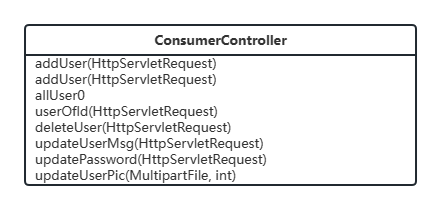 ConsumerController
addUser(HttpServletRequest)
addUser(HttpServletRequest)
allUser0
userOfId(HttpServletRequest)
deleteUser(HttpServletRequest)
updateUserMsg(HttpServletRequest)
updatePassword(HttpServletRequest)
updateUserPic(MultipartFile, int)